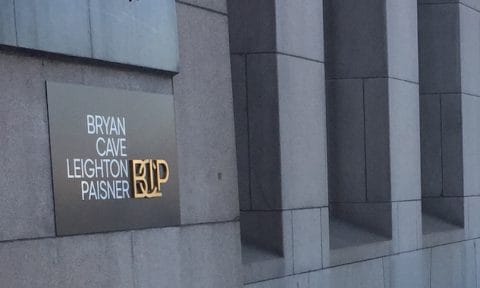 BRYAN
CAVE
LEIGHTON
PAISNER BCLP